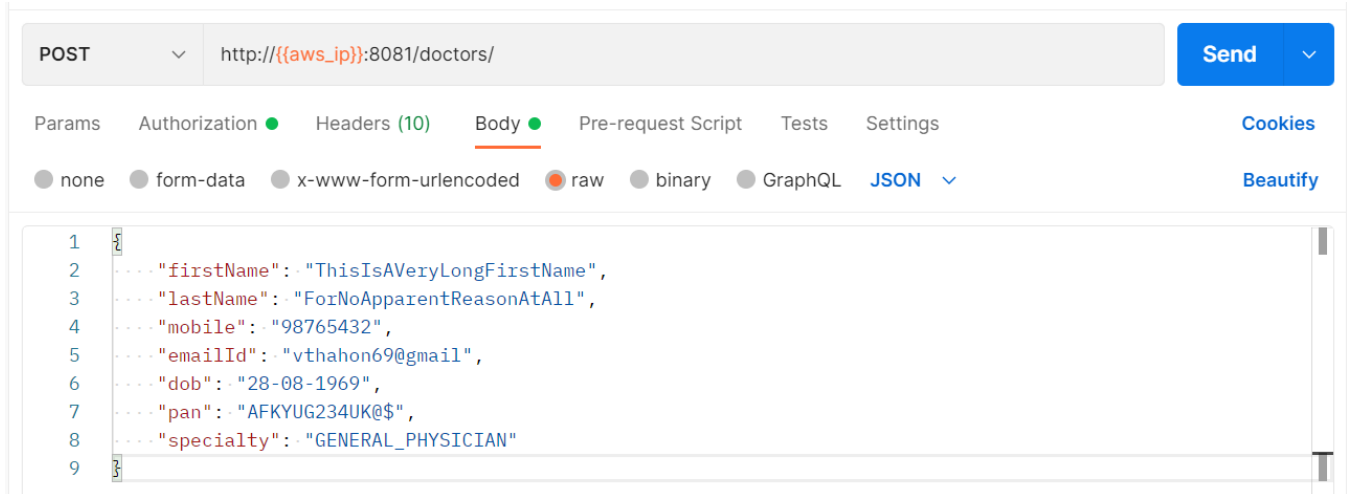 POST http://{{aws_ip}}:8081/doctors/ Send
Params Authorization Headers (10) Body Pre-request Script Tests Settings Cookies
none form-data x-www-form-urlencoded raw binary GraphQL JSON Beautify
1 {
2 "firstName": "ThisIsAVeryLongFirstName",
3 "lastName": "ForNoApparentReasonAtAll",
4 "mobile": "98765432",
5 "emailId": "vthahon69@gmail",
6 "dob": "28-08-1969",
7 "pan": "AFKYUG234UK@$",
8 "specialty": "GENERAL_PHYSICIAN"
9 }